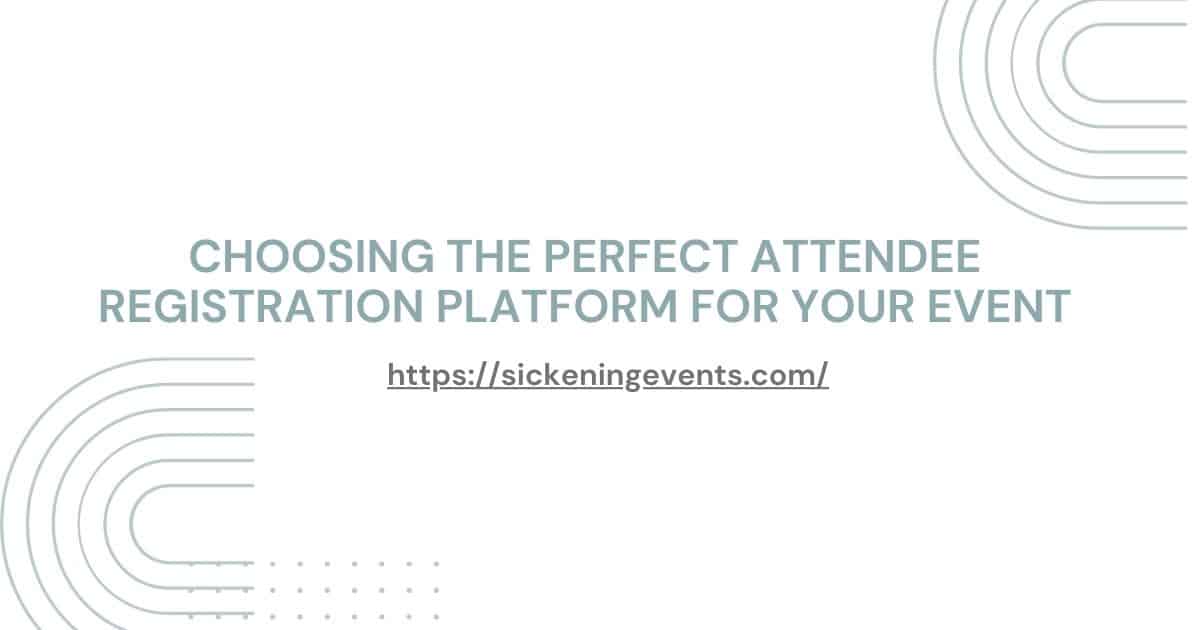 CHOOSING THE PERFECT ATTENDEE
REGISTRATION PLATFORM FOR YOUR EVENT
https://sickeningevents.com/